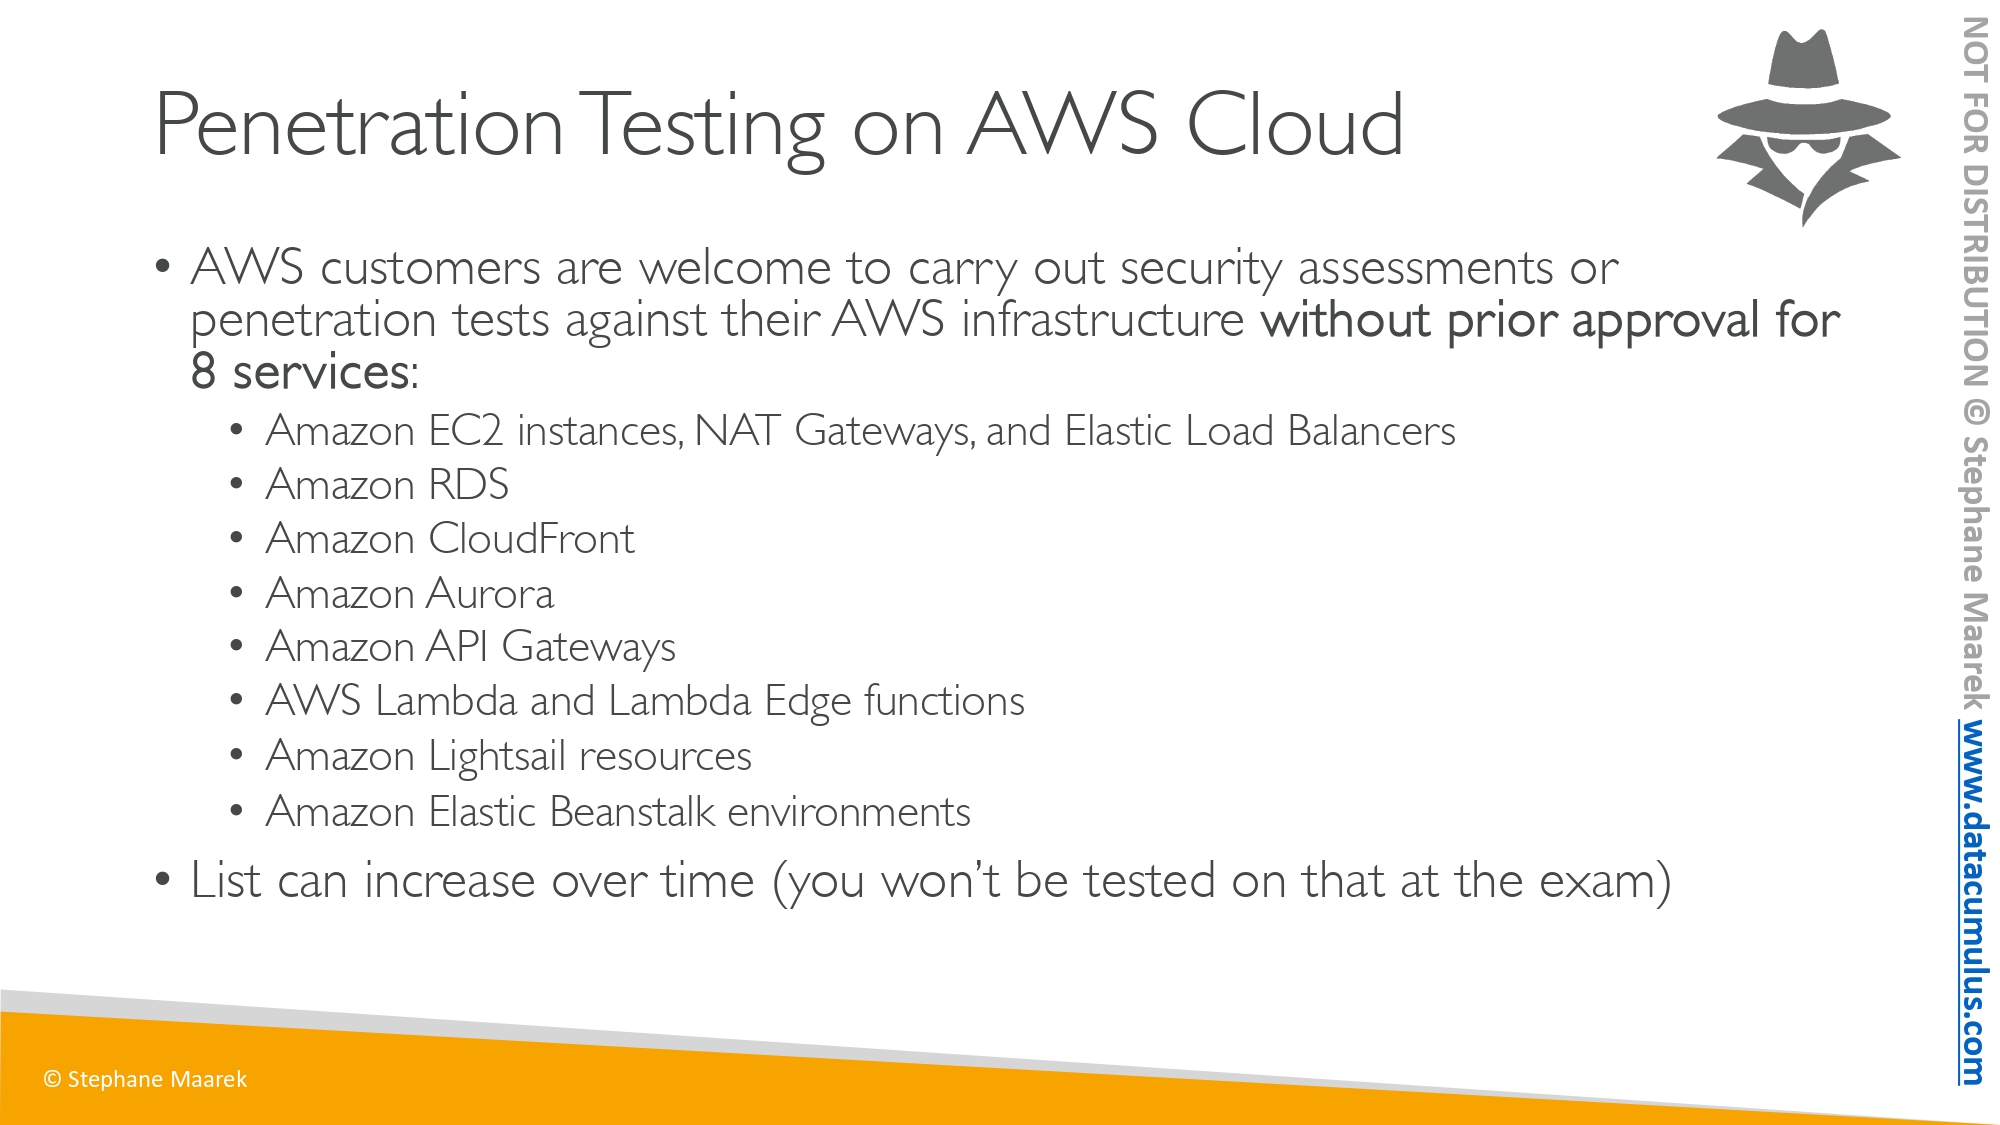 Penetration Testing on AWS Cloud
• AWS customers are welcome to carry out security assessments or
penetration tests against their AWS infrastructure without prior approval for
8 services:
• Amazon EC2 instances, NAT Gateways, and Elastic Load Balancers
• Amazon RDS
• Amazon CloudFront
• Amazon Aurora
• Amazon API Gateways
• AWS Lambda and Lambda Edge functions
• Amazon Lightsail resources
• Amazon Elastic Beanstalk environments
• List can increase over time (you won't be tested on that at the exam)
© Stephane Maarek
NOT FOR DISTRIBUTION © Stephane Maarek www.datacumulus.com